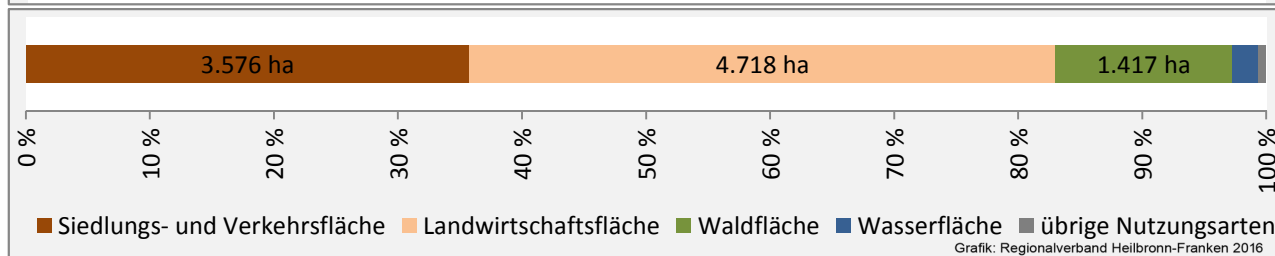 3.576 ha 4.718 ha 1.417 ha
0 % 10 % 20 % 30 % 40 % 50 % 60 % 70 % 80 % 90 % 100 %
Siedlungs- und Verkehrsfläche Landwirtschaftsfläche Waldfläche Wasserfläche übrige Nutzungsarten
Grafik: Regionalverband Heilbronn-Franken 2016